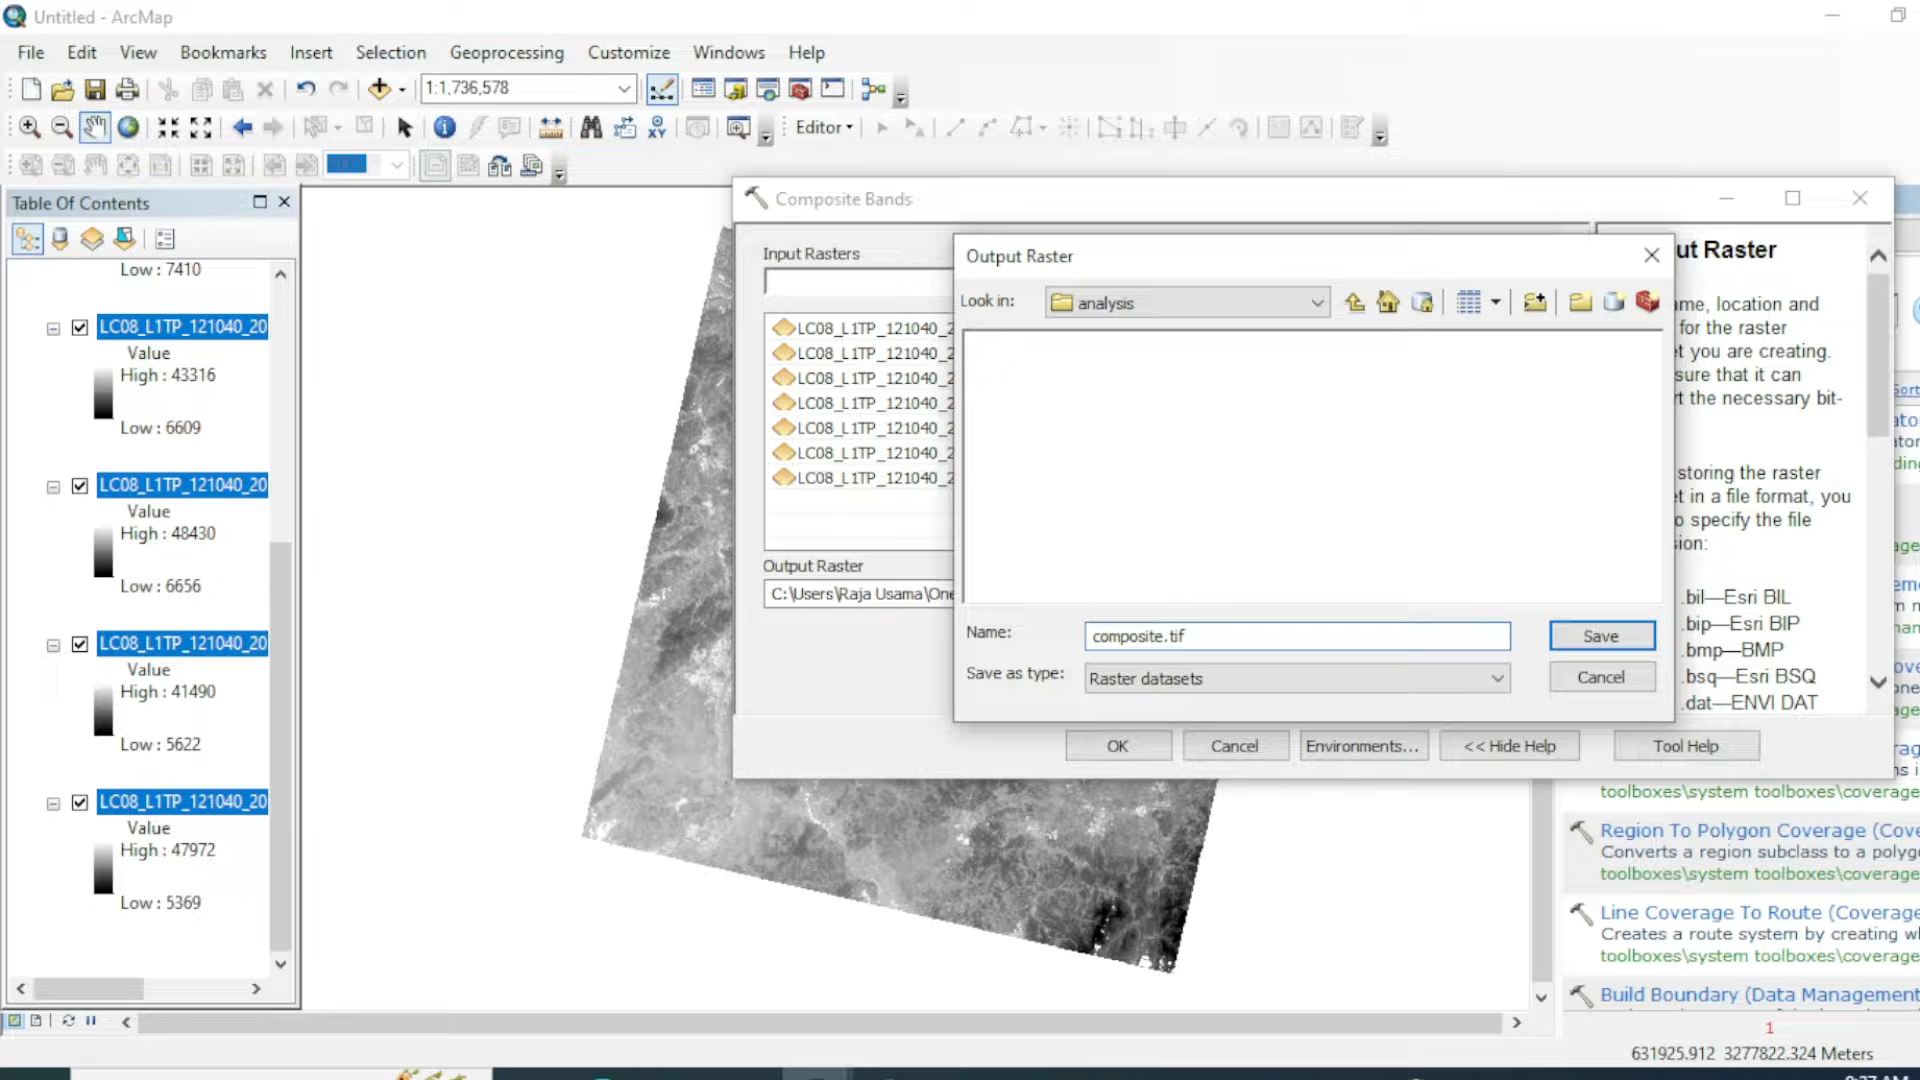 Untitled - ArcMap
File Edit View Bookmarks Insert Selection Geoprocessing Customize Windows Help
1:1,736,578
Editor
Table Of Contents
Low : 7410
LC08_L1TP_121040_20
Value
High : 43316
Low : 6609
LC08_L1TP_121040_20
Value
High : 48430
Low : 6656
LC08_L1TP_121040_20
Value
High : 41490
Low : 5622
LC08_L1TP_121040_20
Value
High : 47972
Low : 5369
Composite Bands
Input Rasters
LC08_L1TP_121040_2
LC08_L1TP_121040_2
LC08_L1TP_121040_2
LC08_L1TP_121040_2
LC08_L1TP_121040_2
LC08_L1TP_121040_2
LC08_L1TP_121040_2
Output Raster
C:\Users\Raja Usama\One
Output Raster
Look in: analysis
Name: composite.tif
Save
Save as type: Raster datasets
Cancel
OK Cancel Environments... << Hide Help Tool Help
ut Raster
me, location and
for the raster
t you are creating.
sure that it can
t the necessary bit-
storing the raster
t in a file format, you
o specify the file
sion:
.bil—Esri BIL
.bip—Esri BIP
.bmp—BMP
.bsq—Esri BSQ
.dat—ENVI DAT
toolboxes\system toolboxes\coverage
Region To Polygon Coverage (Cove
Converts a region subclass to a polyg
toolboxes\system toolboxes\coverage
Line Coverage To Route (Coverage
Creates a route system by creating wh
toolboxes\system toolboxes\coverage
Build Boundary (Data Management
1
631925.912 3277822.324 Meters